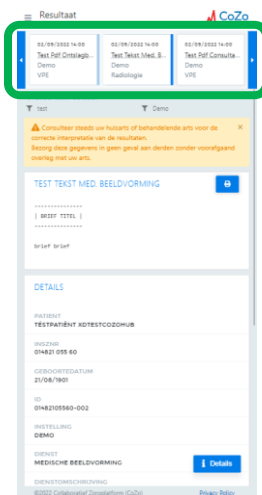 Resultaat
CoZo
02/09/2022 14:00
02/09/2022 14:00
02/09/2022 14:00
Test Pdf Ontslagb...
Test Tekst Med. B...
Test Pdf Consulta...
Demo
Demo
Demo
VPE
Radiologie
VPE
test
Demo
Consulteer steeds uw huisarts of behandelende arts voor de
correcte interpretatie van de resultaten.
Bezorg deze gegevens in geen geval aan derden zonder voorafgaand
overleg met uw arts.
TEST TEKST MED. BEELDVORMING
---------------
| BRIEF TITEL |
---------------
brief brief
DETAILS
PATIENT
TESTPATIËNT XDTESTCOZOHUB
INSZNR
014821 055 60
GEBOORTEDATUM
21/08/1901
ID
01482105560-002
INSTELLING
DEMO
DIENST
MEDISCHE BEELDVORMING
Details
DIENSTOMSCHRIJVING
©2022 Collaboratief Zorgplatform (CoZo)
Privacy Policy